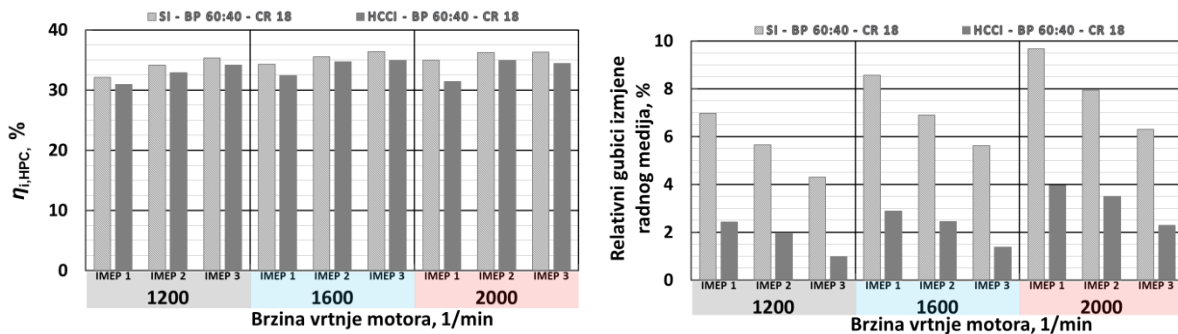 SI - BP 60:40 - CR 18 HCCI - BP 60:40 - CR 18
40
35
30
25
20
15
10
5
0
ηi,HPC, %
IMEP 1 IMEP 2 IMEP 3 IMEP 1 IMEP 2 IMEP 3 IMEP 1 IMEP 2 IMEP 3
1200 1600 2000
Brzina vrtnje motora, 1/min
SI - BP 60:40 - CR 18 HCCI - BP 60:40 - CR 18
10
8
6
4
2
0
Relativni gubici izmjene
radnog medija, %
IMEP 1 IMEP 2 IMEP 3 IMEP 1 IMEP 2 IMEP 3 IMEP 1 IMEP 2 IMEP 3
1200 1600 2000
Brzina vrtnje motora, 1/min